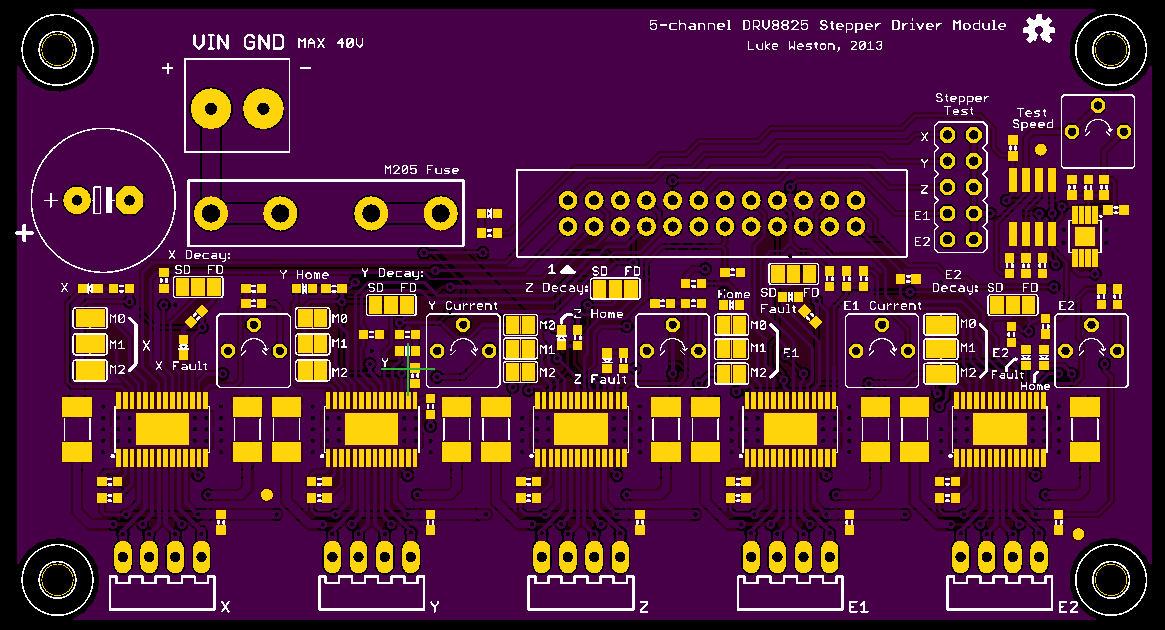 5-channel DRV8825 Stepper Driver Module
Luke Weston, 2013
VIN GND MAX 40V
+ −
Stepper
Test
Test
Speed
X
Y
Z
E1
E2
M205 Fuse
+
+
X Decay:
SD FD
X
Y Home
Y Decay:
SD FD
1
Z Decay:
SD FD
Home
SD FD
Fault
E2
Decay:
SD FD
M0
M1
M2
X
X Fault
M0
M1
M2
Y Current
Y
M0
M1
M2
Z Home
Z Fault
M0
M1
M2
E1
E1 Current
M0
M1
M2
E2
Fault
Home
E2
X
Y
Z
E1
E2